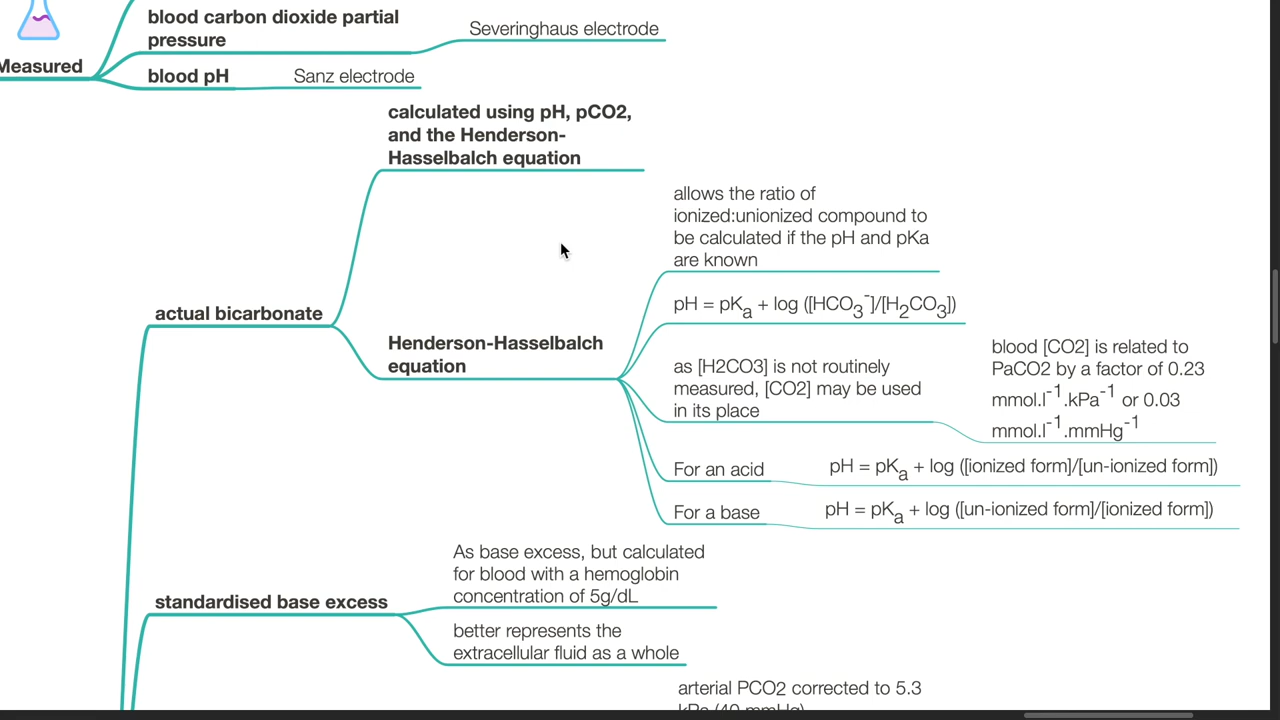 blood carbon dioxide partial
pressure
Severinghaus electrode
Measured
blood pH
Sanz electrode
calculated using pH, pCO2,
and the Henderson-
Hasselbalch equation
allows the ratio of
ionized:unionized compound to
be calculated if the pH and pKa
are known
actual bicarbonate
pH = pKa + log ([HCO3-]/[H2CO3])
Henderson-Hasselbalch
equation
as [H2CO3] is not routinely
measured, [CO2] may be used
in its place
blood [CO2] is related to
PaCO2 by a factor of 0.23
mmol.l-1.kPa-1 or 0.03
mmol.l-1.mmHg-1
For an acid
pH = pKa + log ([ionized form]/[un-ionized form])
For a base
pH = pKa + log ([un-ionized form]/[ionized form])
As base excess, but calculated
for blood with a hemoglobin
concentration of 5g/dL
standardised base excess
better represents the
extracellular fluid as a whole
arterial PCO2 corrected to 5.3
kPa (40 mmHg)